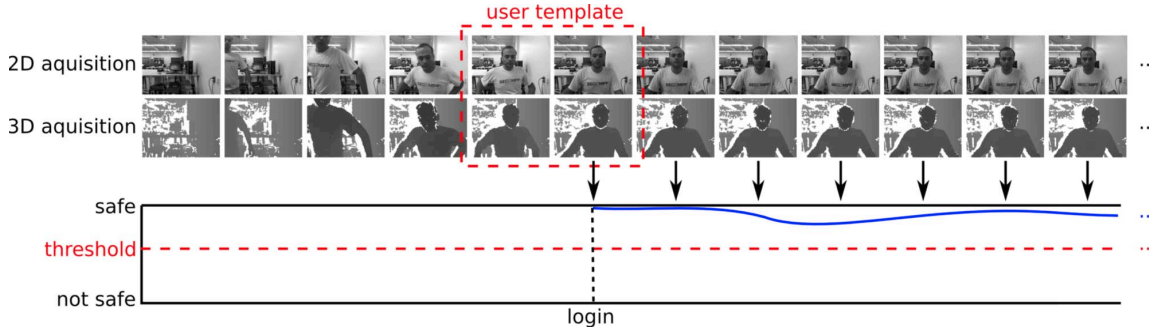 user template
2D aquisition
...
3D aquisition
...
safe
...
threshold
...
not safe
login